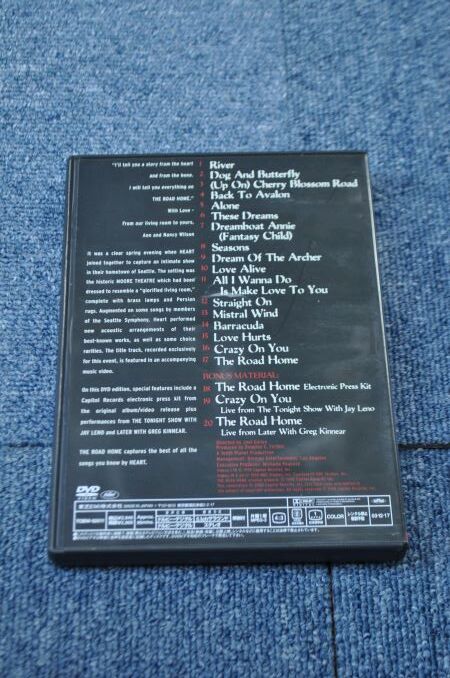 "I'll tell you a story from the heart
and from the bone.
I will tell you everything on
THE ROAD HOME."
With Love -
From our living room to yours,
Ann and Nancy Wilson
It was a clear spring evening when HEART
joined together to capture an intimate show
in their hometown of Seattle. The setting was
the historic MOORE THEATRE which had been
dressed to resemble a "glorified living room,"
complete with brass lamps and Persian
rugs. Augmented on some songs by members
of the Seattle Symphony, Heart performed
new acoustic arrangements of their
best-known works, as well as some choice
rarities. The title track, recorded exclusively
for this event, is featured in an accompanying
music video.
On this DVD edition, special features include a
Capitol Records electronic press kit from
the original album/video release plus
performances from THE TONIGHT SHOW WITH
JAY LENO and LATER WITH GREG KINNEAR.
THE ROAD HOME captures the best of all the
songs you know by HEART.
1 River
2 Dog And Butterfly
3 (Up On) Cherry Blossom Road
4 Back To Avalon
5 Alone
6 These Dreams
7 Dreamboat Annie
(Fantasy Child)
8 Seasons
9 Dream Of The Archer
10 Love Alive
11 All I Wanna Do
Is Make Love To You
12 Straight On
13 Mistral Wind
14 Barracuda
15 Love Hurts
16 Crazy On You
17 The Road Home
BONUS MATERIAL:
18 The Road Home Electronic Press Kit
19 Crazy On You
Live from The Tonight Show With Jay Leno
20 The Road Home
Live from Later With Greg Kinnear
DVD
COLOR
03-12-17